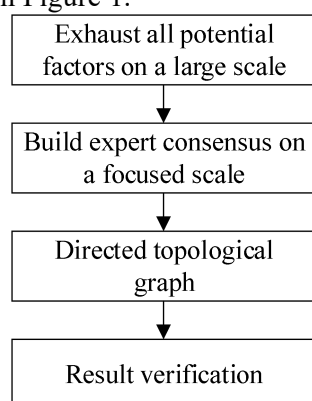 n Figure 1.
Exhaust all potential
factors on a large scale
Build expert consensus on
a focused scale
Directed topological
graph
Result verification